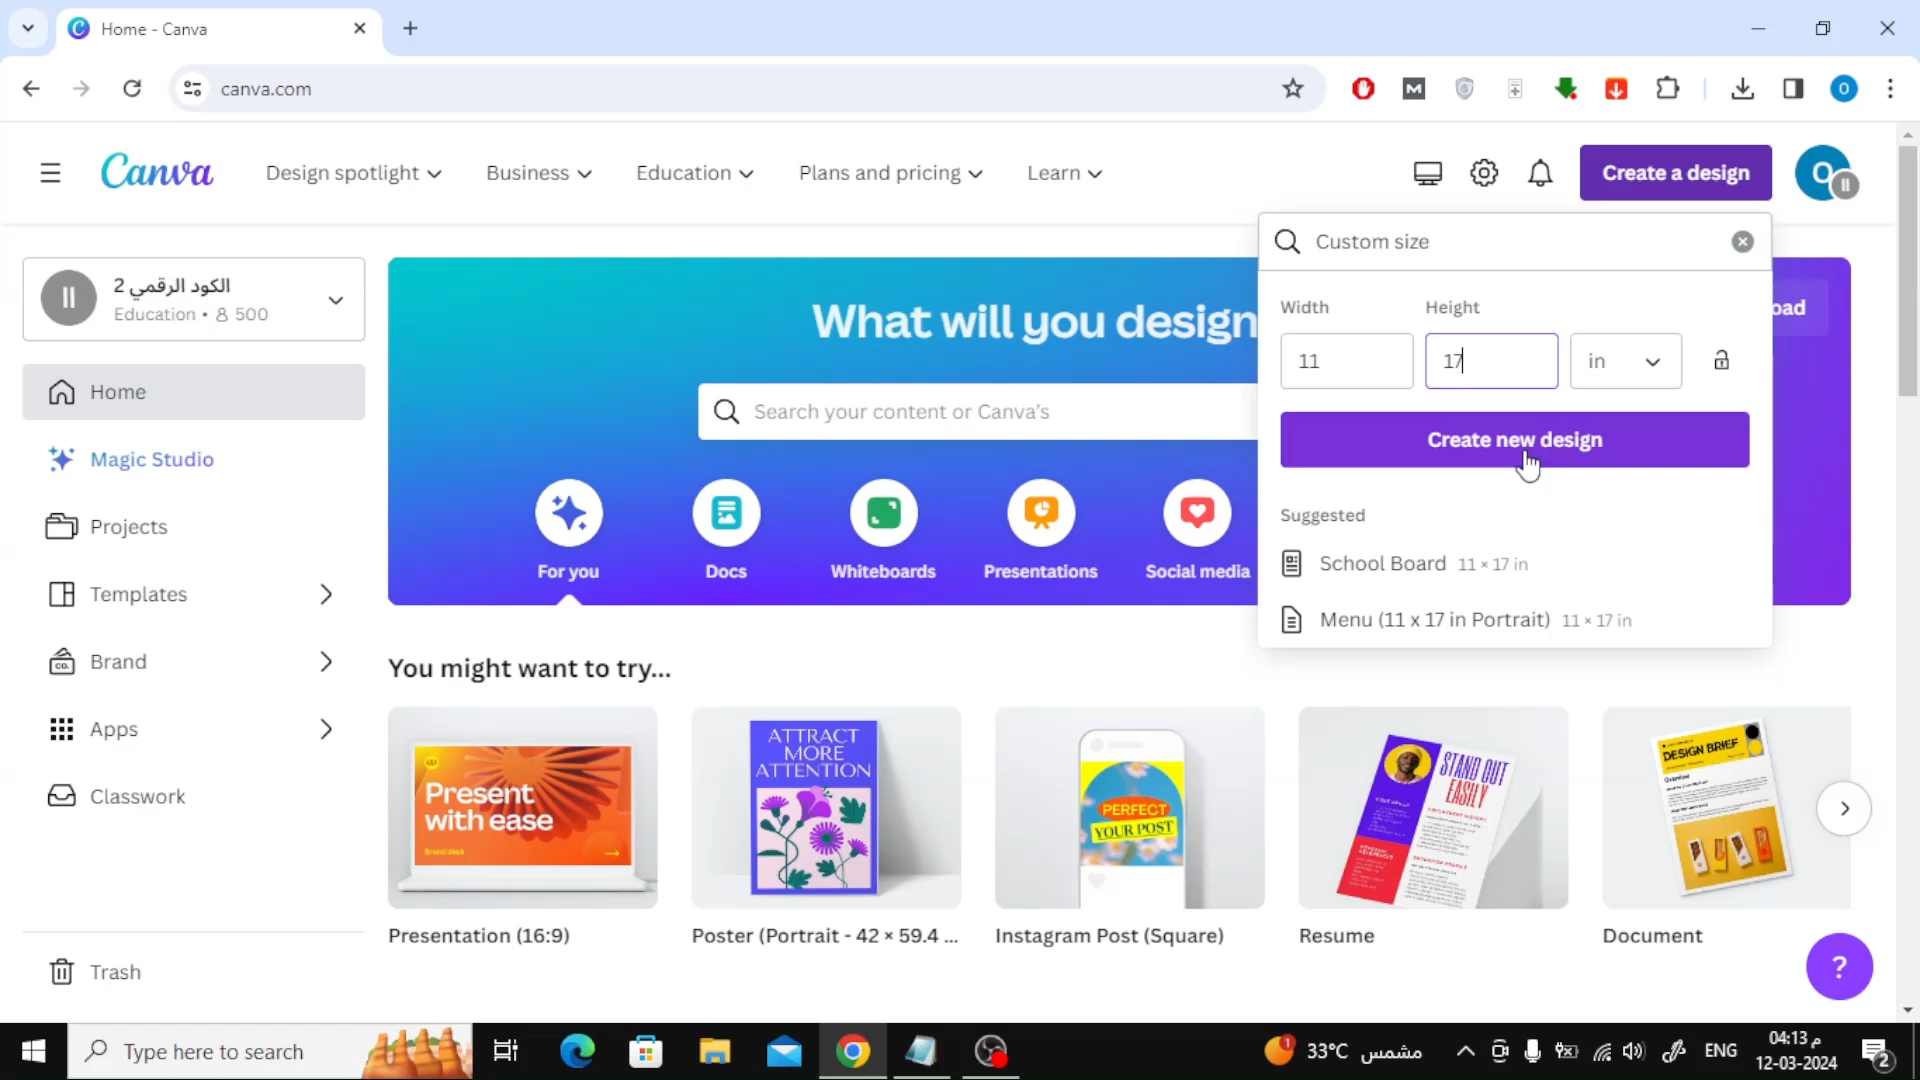 Home - Canva
canva.com
Canva
Design spotlight
Business
Education
Plans and pricing
Learn
Create a design
O
Custom size
Width
Height
11
17
in
Create new design
Suggested
School Board 11 × 17 in
Menu (11 x 17 in Portrait) 11 × 17 in
الكود الرقمي 2
Education • 500
Home
Magic Studio
Projects
Templates
Brand
Apps
Classwork
Trash
What will you design
Search your content or Canva's
For you
Docs
Whiteboards
Presentations
Social media
You might want to try...
Present
with ease
ATTRACT
MORE
ATTENTION
PERFECT
YOUR POST
STAND OUT
EASILY
DESIGN BRIEF
Presentation (16:9)
Poster (Portrait - 42 × 59.4 ...
Instagram Post (Square)
Resume
Document
?
Type here to search
1
33°C مشمس
ENG
04:13 م
12-03-2024
2